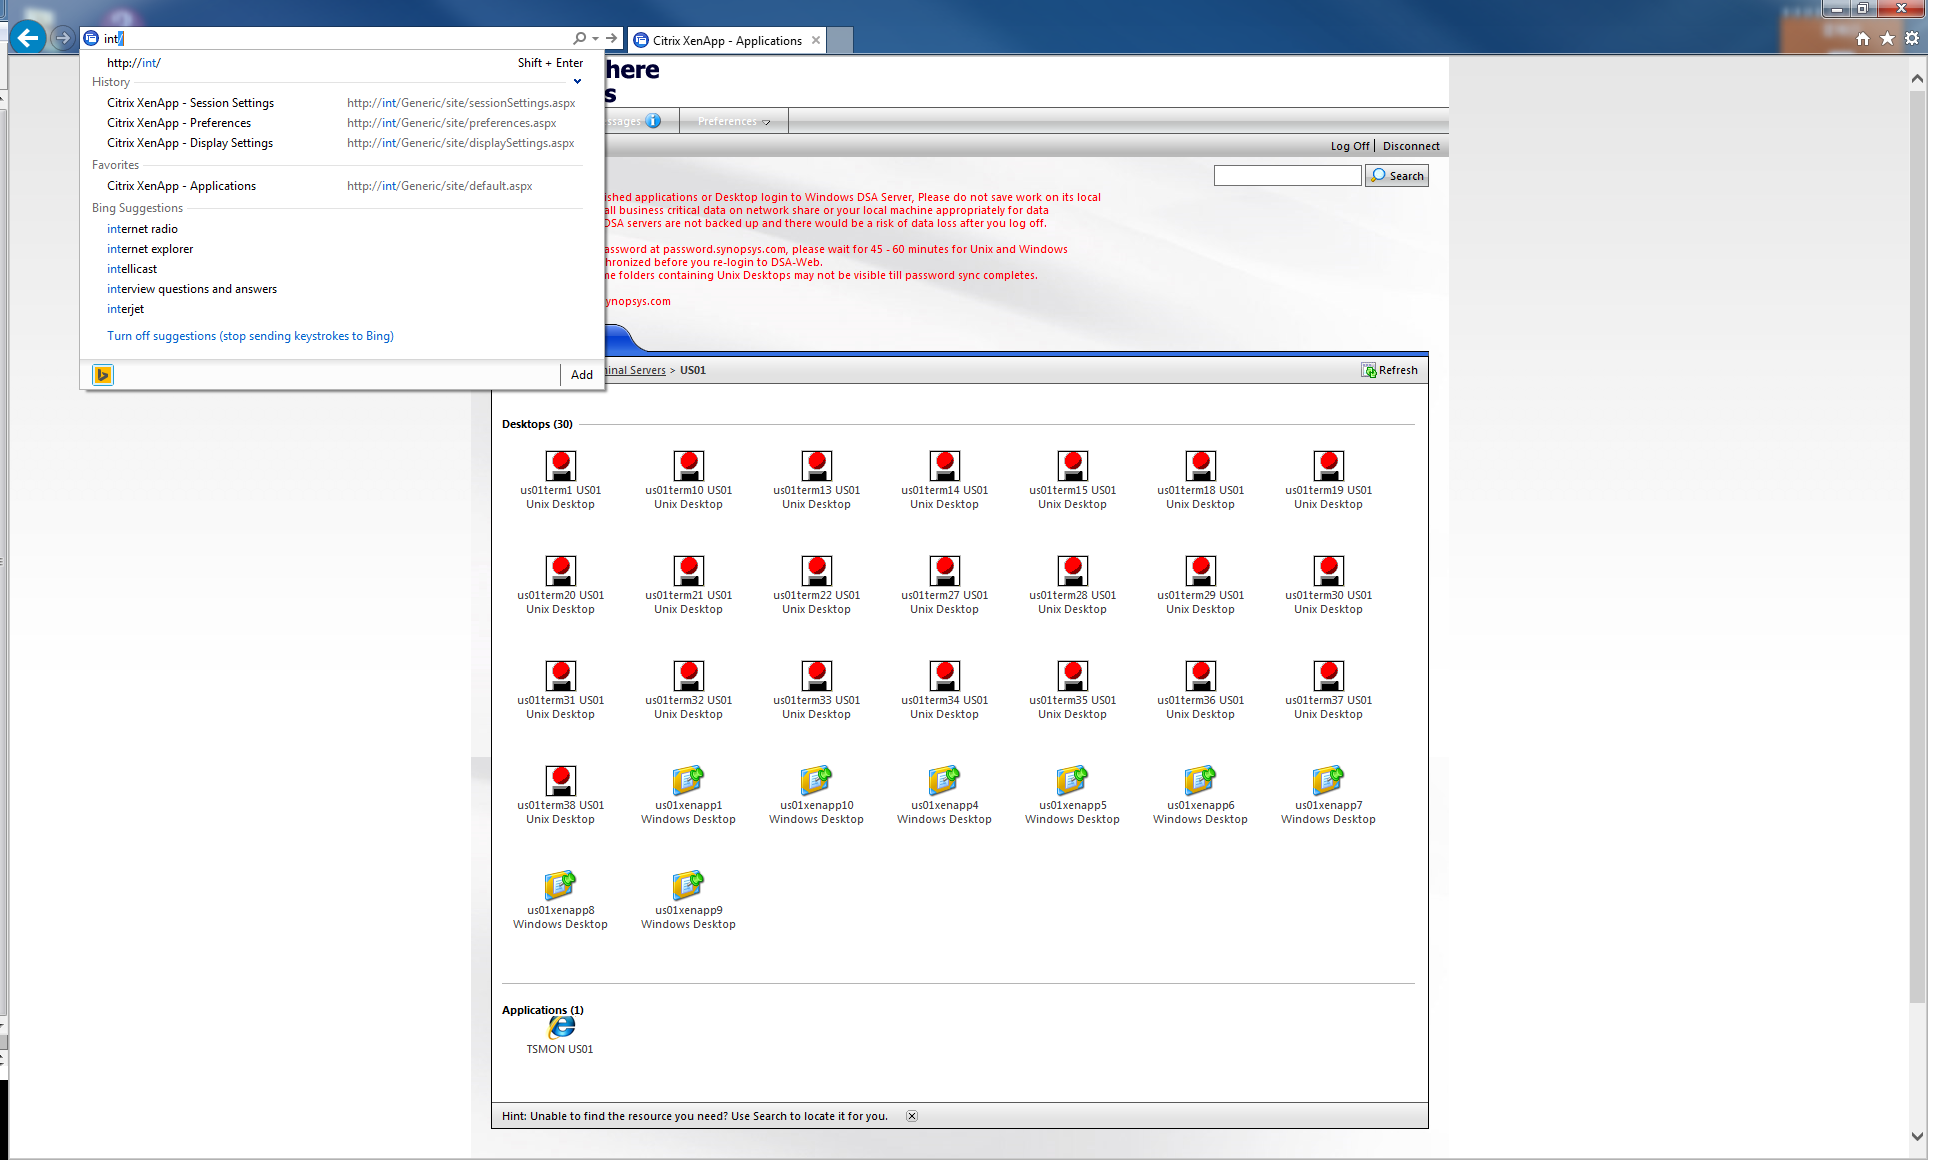 int/
Citrix XenApp - Applications
http://int/ Shift + Enter
History
Citrix XenApp - Session Settings http://int/Generic/site/sessionSettings.aspx
Citrix XenApp - Preferences http://int/Generic/site/preferences.aspx
Citrix XenApp - Display Settings http://int/Generic/site/displaySettings.aspx
Favorites
Citrix XenApp - Applications http://int/Generic/site/default.aspx
Bing Suggestions
internet radio
internet explorer
intellicast
interview questions and answers
interjet
Turn off suggestions (stop sending keystrokes to Bing)
Add
here
s
ssages
Preferences
Log Off | Disconnect
Search
ished applications or Desktop login to Windows DSA Server, Please do not save work on its local
all business critical data on network share or your local machine appropriately for data
DSA servers are not backed up and there would be a risk of data loss after you log off.
assword at password.synopsys.com, please wait for 45 - 60 minutes for Unix and Windows
hronized before you re-login to DSA-Web.
me folders containing Unix Desktops may not be visible till password sync completes.
ynopsys.com
minal Servers > US01
Refresh
Desktops (30)
us01term1 US01 Unix Desktop
us01term10 US01 Unix Desktop
us01term13 US01 Unix Desktop
us01term14 US01 Unix Desktop
us01term15 US01 Unix Desktop
us01term18 US01 Unix Desktop
us01term19 US01 Unix Desktop
us01term20 US01 Unix Desktop
us01term21 US01 Unix Desktop
us01term22 US01 Unix Desktop
us01term27 US01 Unix Desktop
us01term28 US01 Unix Desktop
us01term29 US01 Unix Desktop
us01term30 US01 Unix Desktop
us01term31 US01 Unix Desktop
us01term32 US01 Unix Desktop
us01term33 US01 Unix Desktop
us01term34 US01 Unix Desktop
us01term35 US01 Unix Desktop
us01term36 US01 Unix Desktop
us01term37 US01 Unix Desktop
us01term38 US01 Unix Desktop
us01xenapp1 Windows Desktop
us01xenapp10 Windows Desktop
us01xenapp4 Windows Desktop
us01xenapp5 Windows Desktop
us01xenapp6 Windows Desktop
us01xenapp7 Windows Desktop
us01xenapp8 Windows Desktop
us01xenapp9 Windows Desktop
Applications (1)
TSMON US01
Hint: Unable to find the resource you need? Use Search to locate it for you.